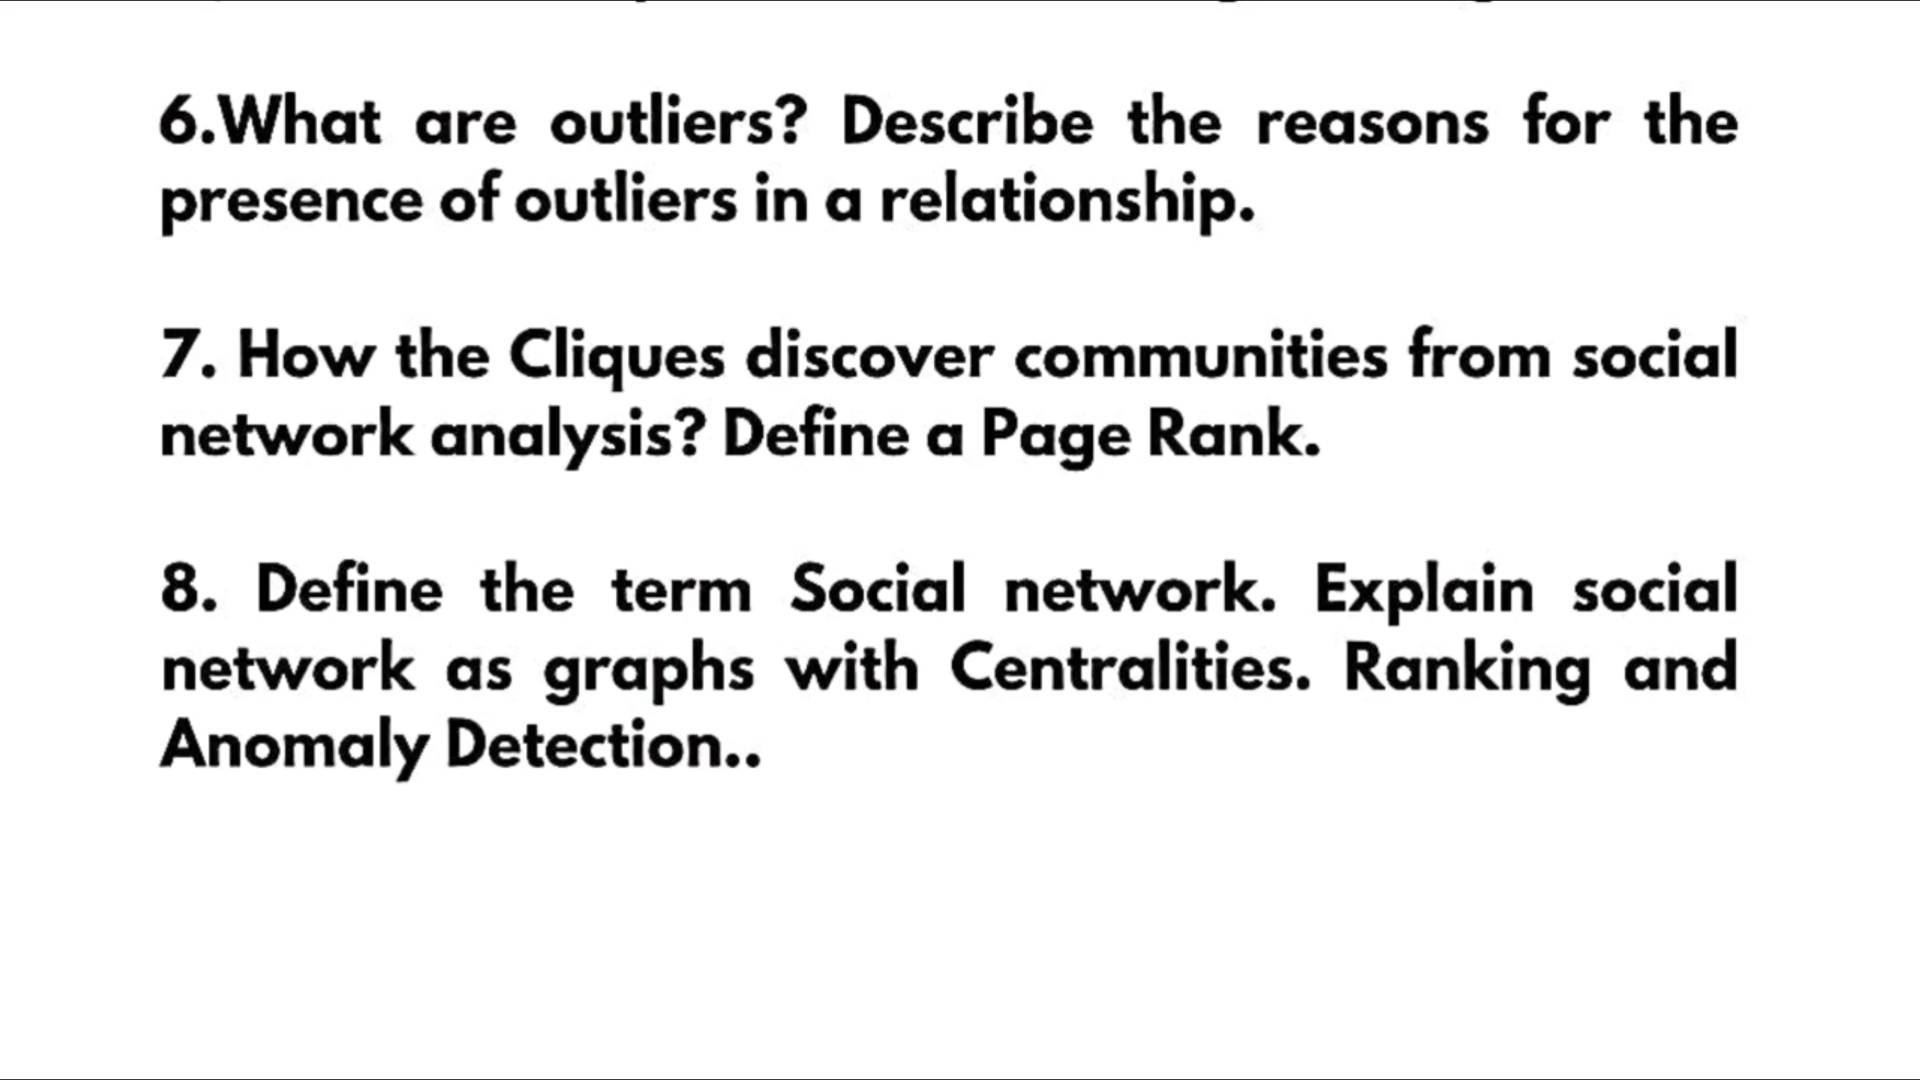 6.What are outliers? Describe the reasons for the
presence of outliers in a relationship.
7. How the Cliques discover communities from social
network analysis? Define a Page Rank.
8. Define the term Social network. Explain social
network as graphs with Centralities. Ranking and
Anomaly Detection..